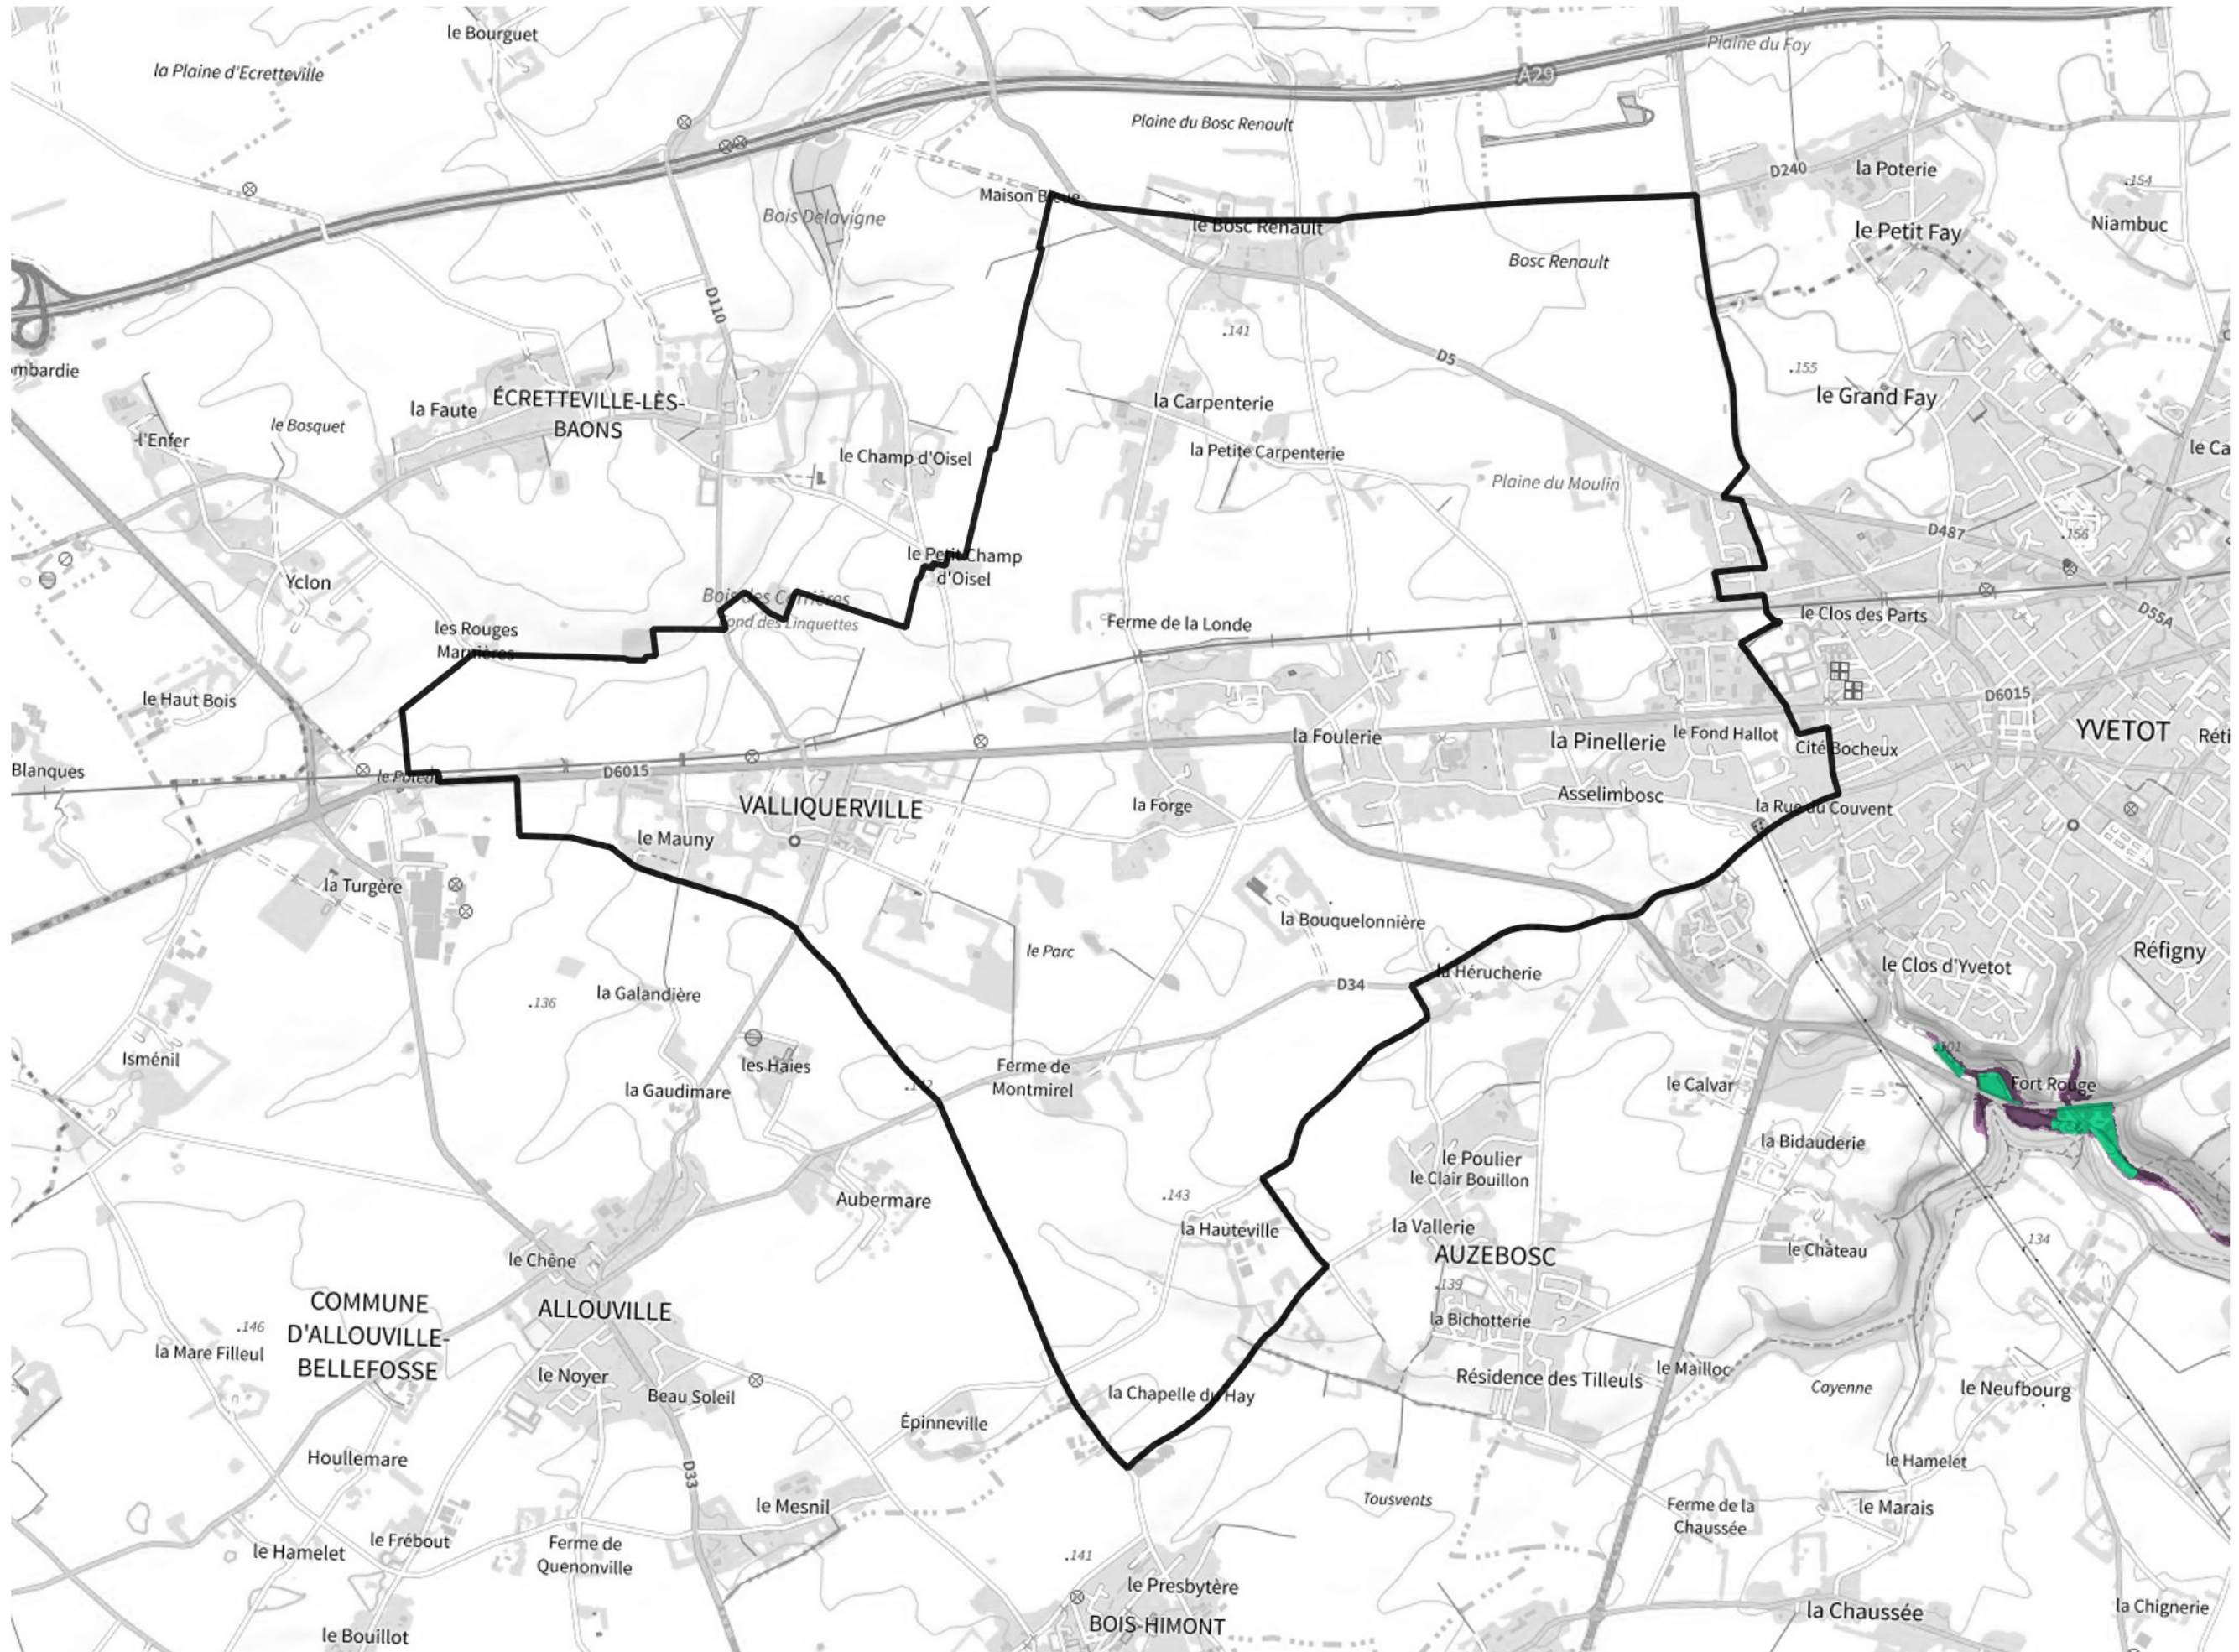 le Bourguet
Plaine du Fay
la Plaine d'Ecretteville
A29
Plaine du Bosc Renault
D240
la Poterie
.154
Maison Bleue
Bois Delavigne
le Bosc Renault
le Petit Fay
Niambuc
Bosc Renault
D110
.141
D5
.155
mbardie
la Faute
ÉCRETTEVILLE-LÈS-
BAONS
la Carpenterie
le Grand Fay
l'Enfer
le Bosquet
le Champ d'Oisel
la Petite Carpenterie
le Ca
Plaine du Moulin
D487
.156
le Petit Champ
d'Oisel
Yclon
Bois des Carrières
Fond des Linquettes
D55A
les Rouges
Marnières
Ferme de la Londe
le Clos des Parts
le Haut Bois
D6015
YVETOT
la Foulerie
la Pinellerie
le Fond Hallot
Cité Bocheux
Réti
Blanques
le Poteau
D6015
VALLIQUERVILLE
la Forge
Asselimbosc
la Rue du Couvent
le Mauny
la Turgère
la Bouquelonnière
le Parc
Réfigny
la Hérucherie
le Clos d'Yvetot
D34
.136
la Galandière
.101
Isménil
les Haies
.142
Ferme de
Montmirel
le Calvar
Fort Rouge
la Gaudimare
la Bidauderie
le Poulier
le Clair Bouillon
Aubermare
.143
la Hauteville
la Vallerie
AUZEBOSC
.134
le Château
le Chêne
.139
COMMUNE
D'ALLOUVILLE-
BELLEFOSSE
ALLOUVILLE
la Bichotterie
.146
la Mare Filleul
le Noyer
Beau Soleil
Résidence des Tilleuls
le Mailloc
Cayenne
le Neufbourg
la Chapelle du Hay
Épinneville
Houllemare
D33
le Hamelet
le Mesnil
Tousvents
Ferme de la
Chaussée
le Marais
le Hamelet
le Frébout
Ferme de
Quenonville
.141
le Presbytère
BOIS-HIMONT
la Chaussée
la Chignerie
le Bouillot